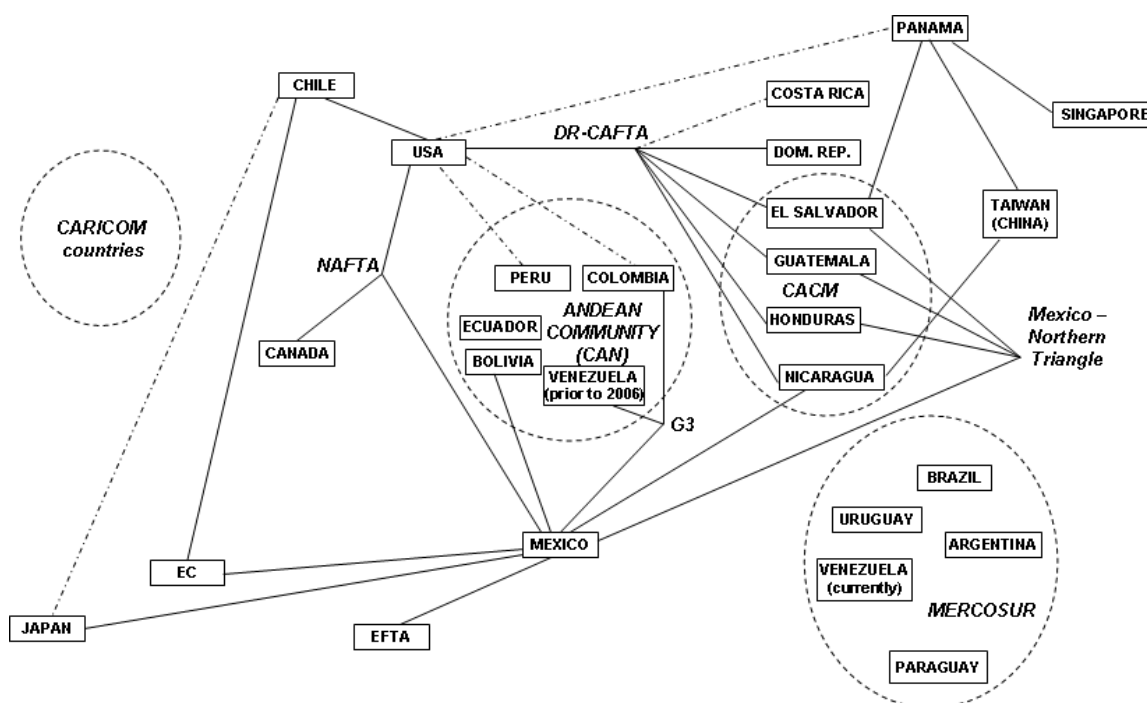 PANAMA
CHILE
COSTA RICA
SINGAPORE
DR-CAFTA
USA
DOM. REP.
CARICOM
countries
EL SALVADOR
TAIWAN
(CHINA)
NAFTA
PERU
COLOMBIA
GUATEMALA
CACM
ANDEAN
COMMUNITY
(CAN)
ECUADOR
HONDURAS
Mexico –
Northern
Triangle
CANADA
BOLIVIA
VENEZUELA
(prior to 2006)
NICARAGUA
G3
BRAZIL
URUGUAY
MEXICO
ARGENTINA
EC
VENEZUELA
(currently)
MERCOSUR
JAPAN
EFTA
PARAGUAY